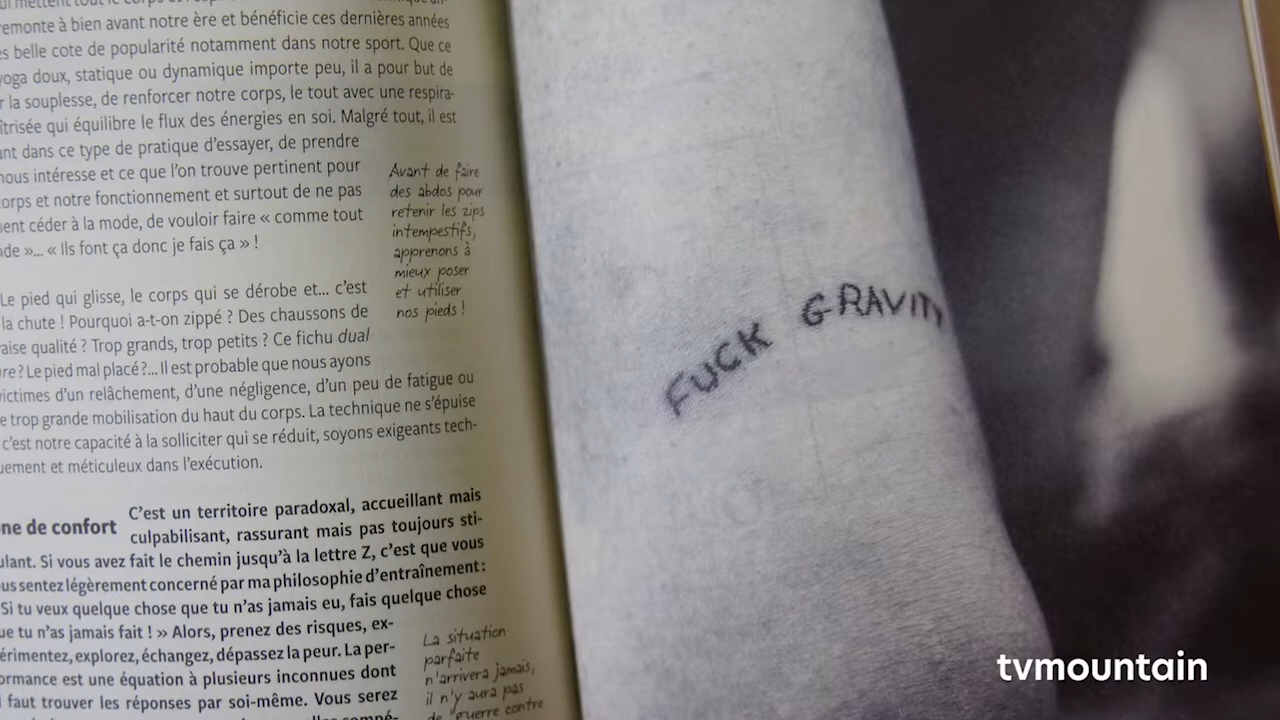 remonte à bien avant notre ère et bénéficie ces dernières années
belle cote de popularité notamment dans notre sport. Que ce
yoga doux, statique ou dynamique importe peu, il a pour but de
la souplesse, de renforcer notre corps, le tout avec une respira-
îtrisée qui équilibre le flux des énergies en soi. Malgré tout, il est
ant dans ce type de pratique d'essayer, de prendre
nous intéresse et ce que l'on trouve pertinent pour
corps et notre fonctionnement et surtout de ne pas
ment céder à la mode, de vouloir faire « comme tout
nde »... « Ils font ça donc je fais ça » !
Avant de faire
des abdos pour
retenir les zips
intempestifs,
apprenons à
mieux poser
et utiliser
nos pieds !
Le pied qui glisse, le corps qui se dérobe et... c'est
la chute ! Pourquoi a-t-on zippé ? Des chaussons de
aise qualité ? Trop grands, trop petits ? Ce fichu dual
re ? Le pied mal placé ?... Il est probable que nous ayons
victimes d'un relâchement, d'une négligence, d'un peu de fatigue ou
e trop grande mobilisation du haut du corps. La technique ne s'épuise
c'est notre capacité à la solliciter qui se réduit, soyons exigeants tech-
uement et méticuleux dans l'exécution.
ne de confort C'est un territoire paradoxal, accueillant mais
culpabilisant, rassurant mais pas toujours sti-
ulant. Si vous avez fait le chemin jusqu'à la lettre Z, c'est que vous
us sentez légèrement concerné par ma philosophie d'entraînement :
Si tu veux quelque chose que tu n'as jamais eu, fais quelque chose
ue tu n'as jamais fait ! » Alors, prenez des risques, ex-
érimentez, explorez, échangez, dépassez la peur. La per-
ormance est une équation à plusieurs inconnues dont
faut trouver les réponses par soi-même. Vous serez
La situation
parfaite
n'arrivera jamais,
il n'y aura pas
de guerre contre
FUCK GRAVITY
tvmountain